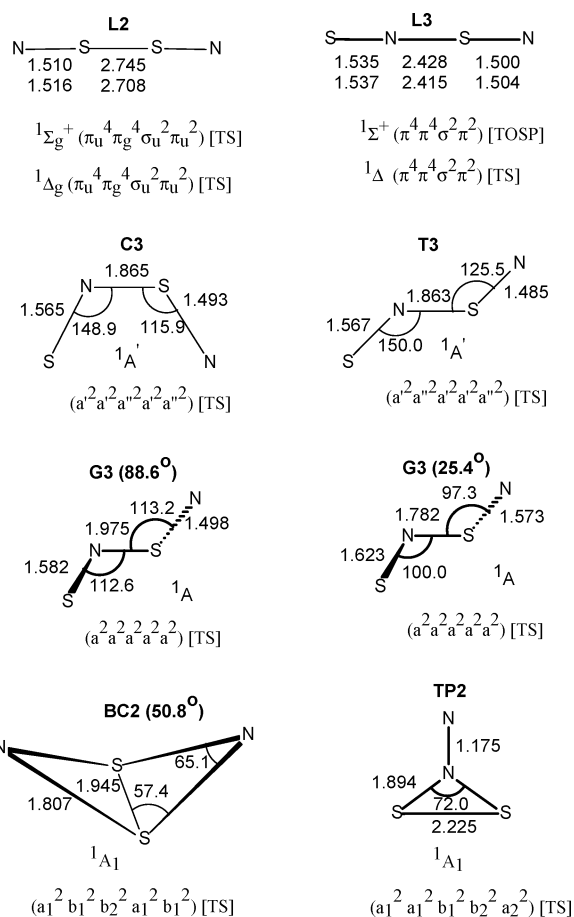 L2
N S S N
1.510 2.745
1.516 2.708
¹Σg⁺ (πu⁴πg⁴σu²πu²) [TS]
¹Δg (πu⁴πg⁴σu²πu²) [TS]
L3
S N S N
1.535 2.428 1.500
1.537 2.415 1.504
¹Σ⁺ (π⁴π⁴σ²π²) [TOSP]
¹Δ (π⁴π⁴σ²π²) [TS]
C3
1.865
N S
1.565 1.493
148.9 115.9
S N
¹A'
(a'²a'²a"²a'²a"²) [TS]
T3
N
125.5
1.863 1.485
N S
1.567
150.0
S
¹A'
(a'²a"²a'²a'²a"²) [TS]
G3 (88.6º)
N
113.2
1.975 1.498
N S
1.582
112.6
S
¹A
(a²a²a²a²a²) [TS]
G3 (25.4º)
N
97.3
1.782 1.573
N S
1.623
100.0
S
¹A
(a²a²a²a²a²) [TS]
BC2 (50.8º)
N N
S 65.1
1.945 57.4
1.807
S
¹A₁
(a₁² b₁² b₂² a₁² b₁²) [TS]
TP2
N
1.175
N
1.894
72.0
S S
2.225
¹A₁
(a₁² a₁² b₁² b₂² a₂²) [TS]